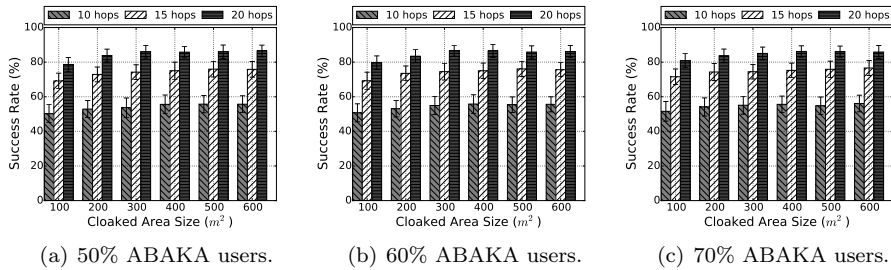 10 hops 15 hops 20 hops
100
80
60
40
20
0
Success Rate (%)
100 200 300 400 500 600
Cloaked Area Size (m²)
(a) 50% ABAKA users.
10 hops 15 hops 20 hops
100
80
60
40
20
0
Success Rate (%)
100 200 300 400 500 600
Cloaked Area Size (m²)
(b) 60% ABAKA users.
10 hops 15 hops 20 hops
100
80
60
40
20
0
Success Rate (%)
100 200 300 400 500 600
Cloaked Area Size (m²)
(c) 70% ABAKA users.